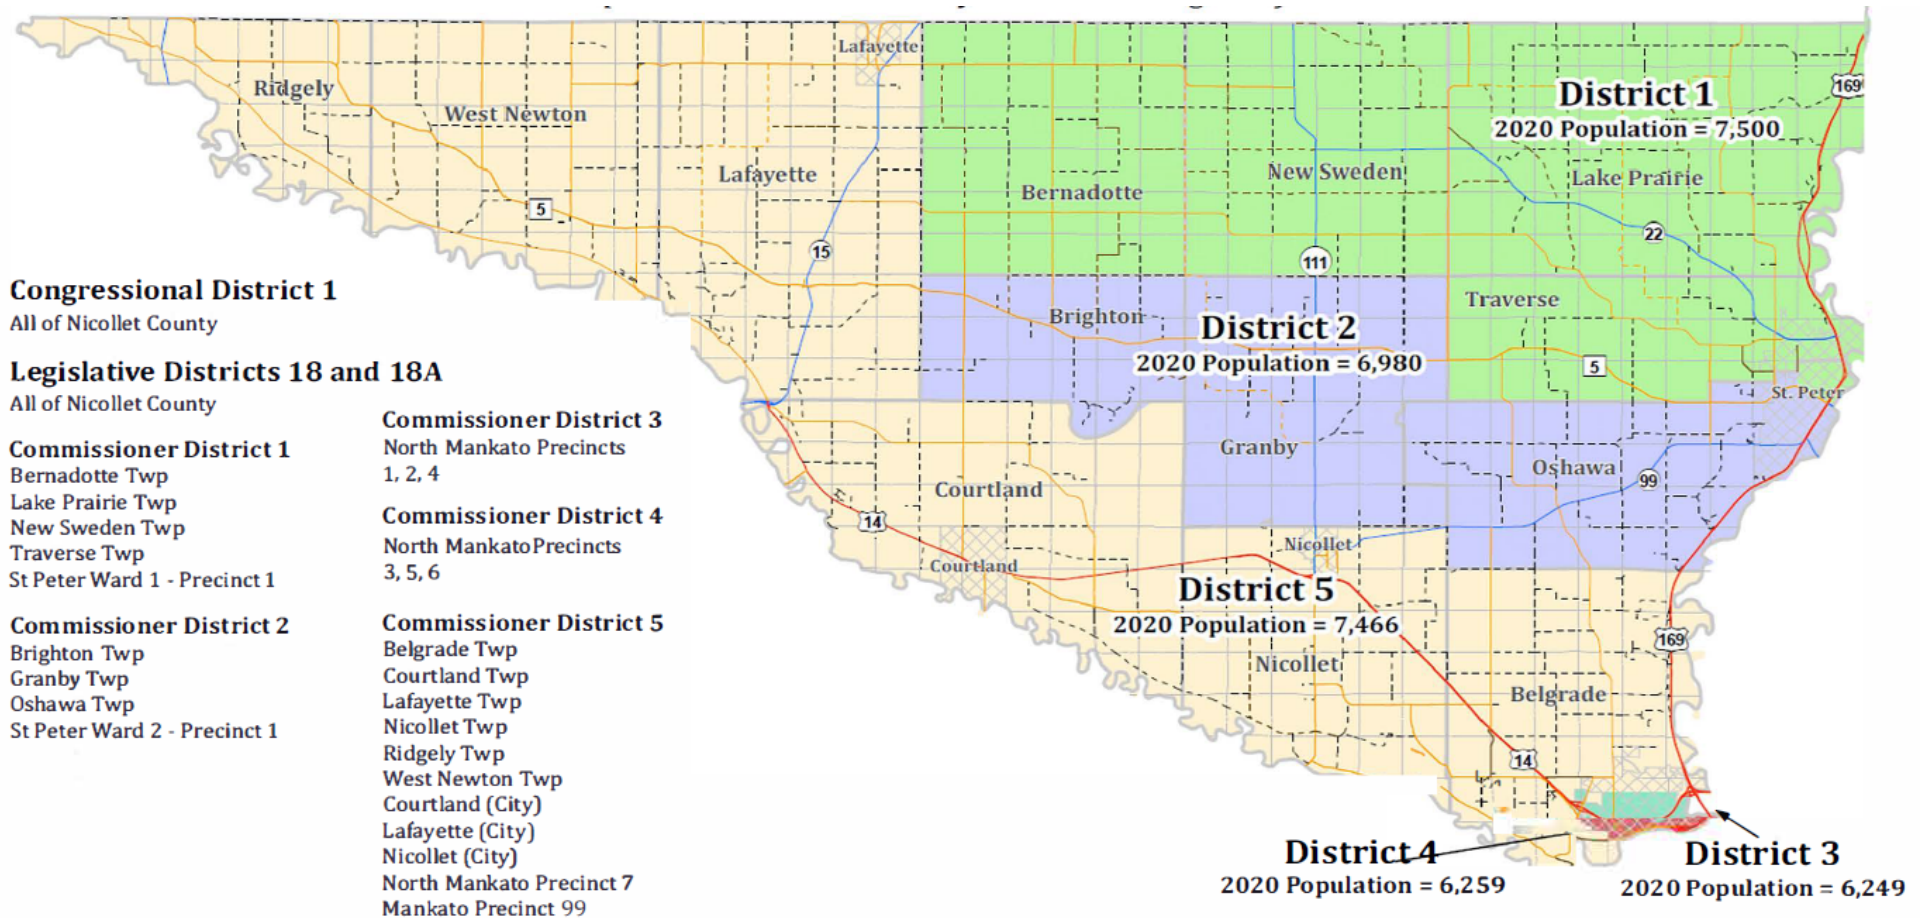 Lafayette
Ridgely
West Newton
Lafayette
5
15
Bernadotte
New Sweden
111
District 1
2020 Population = 7,500
169
Lake Prairie
22
Traverse
5
St. Peter
Brighton
District 2
2020 Population = 6,980
Granby
Oshawa
99
Courtland
14
Courtland
Nicollet
District 5
2020 Population = 7,466
Nicollet
169
Belgrade
14
District 4
2020 Population = 6,259
District 3
2020 Population = 6,249
Congressional District 1
All of Nicollet County
Legislative Districts 18 and 18A
All of Nicollet County
Commissioner District 1
Bernadotte Twp
Lake Prairie Twp
New Sweden Twp
Traverse Twp
St Peter Ward 1 - Precinct 1
Commissioner District 2
Brighton Twp
Granby Twp
Oshawa Twp
St Peter Ward 2 - Precinct 1
Commissioner District 3
North Mankato Precincts
1, 2, 4
Commissioner District 4
North Mankato Precincts
3, 5, 6
Commissioner District 5
Belgrade Twp
Courtland Twp
Lafayette Twp
Nicollet Twp
Ridgely Twp
West Newton Twp
Courtland (City)
Lafayette (City)
Nicollet (City)
North Mankato Precinct 7
Mankato Precinct 99